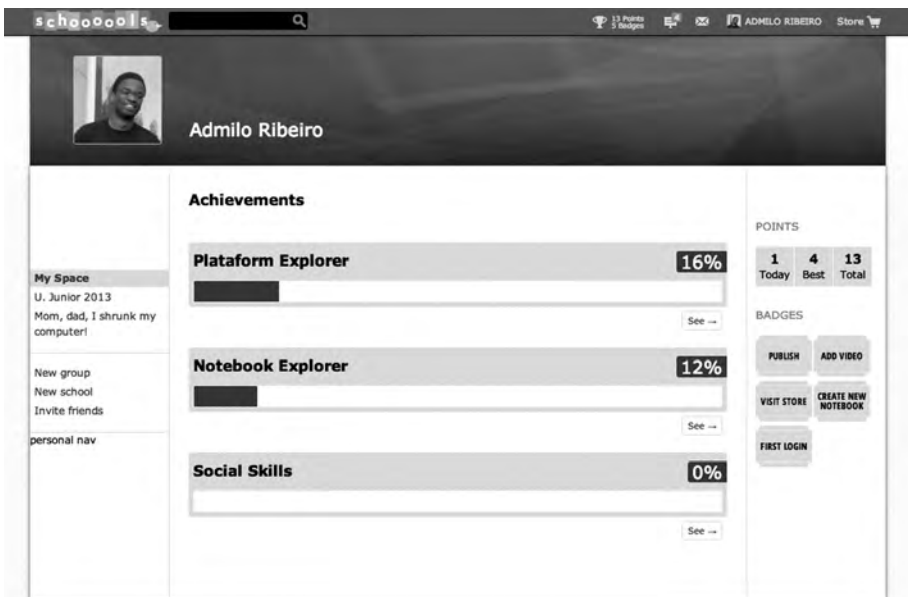 schoooools
13 Points
5 Badges
4
ADMILO RIBEIRO
Store
Admilo Ribeiro
My Space
U. Junior 2013
Mom, dad, I shrunk my
computer!
New group
New school
Invite friends
personal nav
Achievements
Plataform Explorer
16%
See →
Notebook Explorer
12%
See →
Social Skills
0%
See →
POINTS
1 4 13
Today Best Total
BADGES
PUBLISH
ADD VIDEO
VISIT STORE
CREATE NEW
NOTEBOOK
FIRST LOGIN